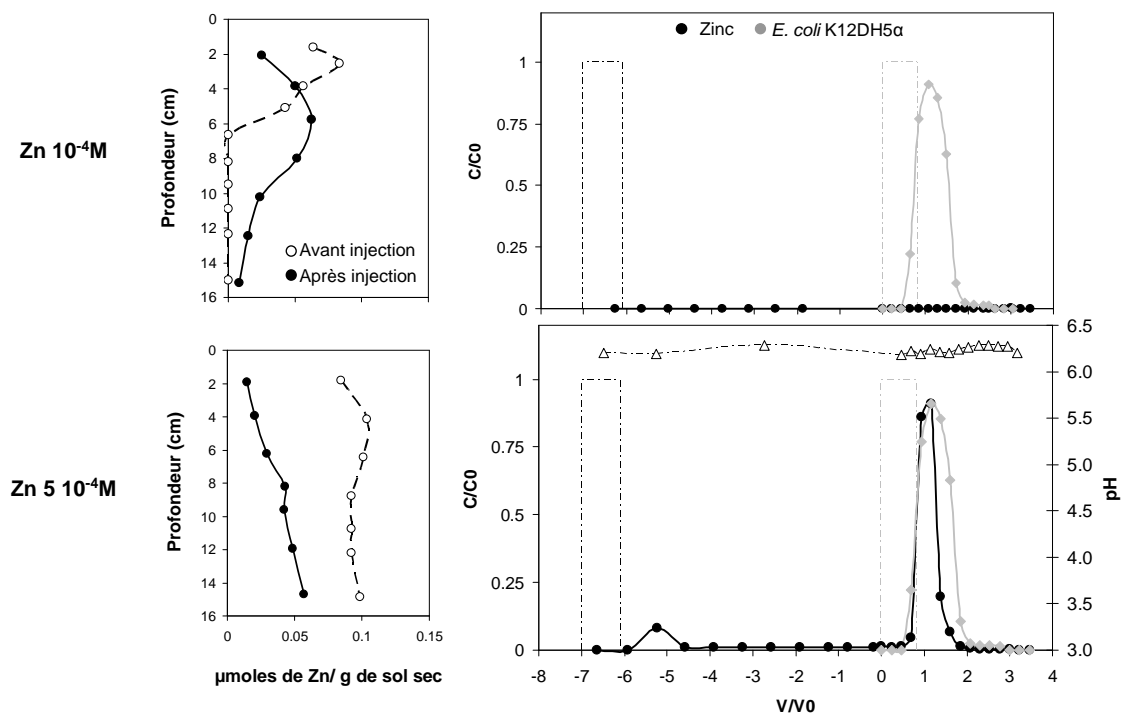 Zn 10⁻⁴M
Profondeur (cm)
0
2
4
6
8
10
12
14
16
Avant injection
Après injection
Zinc
E. coli K12DH5α
C/C0
1
0.75
0.5
0.25
0
Zn 5 10⁻⁴M
Profondeur (cm)
0
2
4
6
8
10
12
14
16
0
0.05
0.1
0.15
µmoles de Zn/ g de sol sec
C/C0
1
0.75
0.5
0.25
0
-8 -7 -6 -5 -4 -3 -2 -1 0 1 2 3 4
V/V0
6.5
6.0
5.5
5.0
4.5
4.0
3.5
3.0
pH